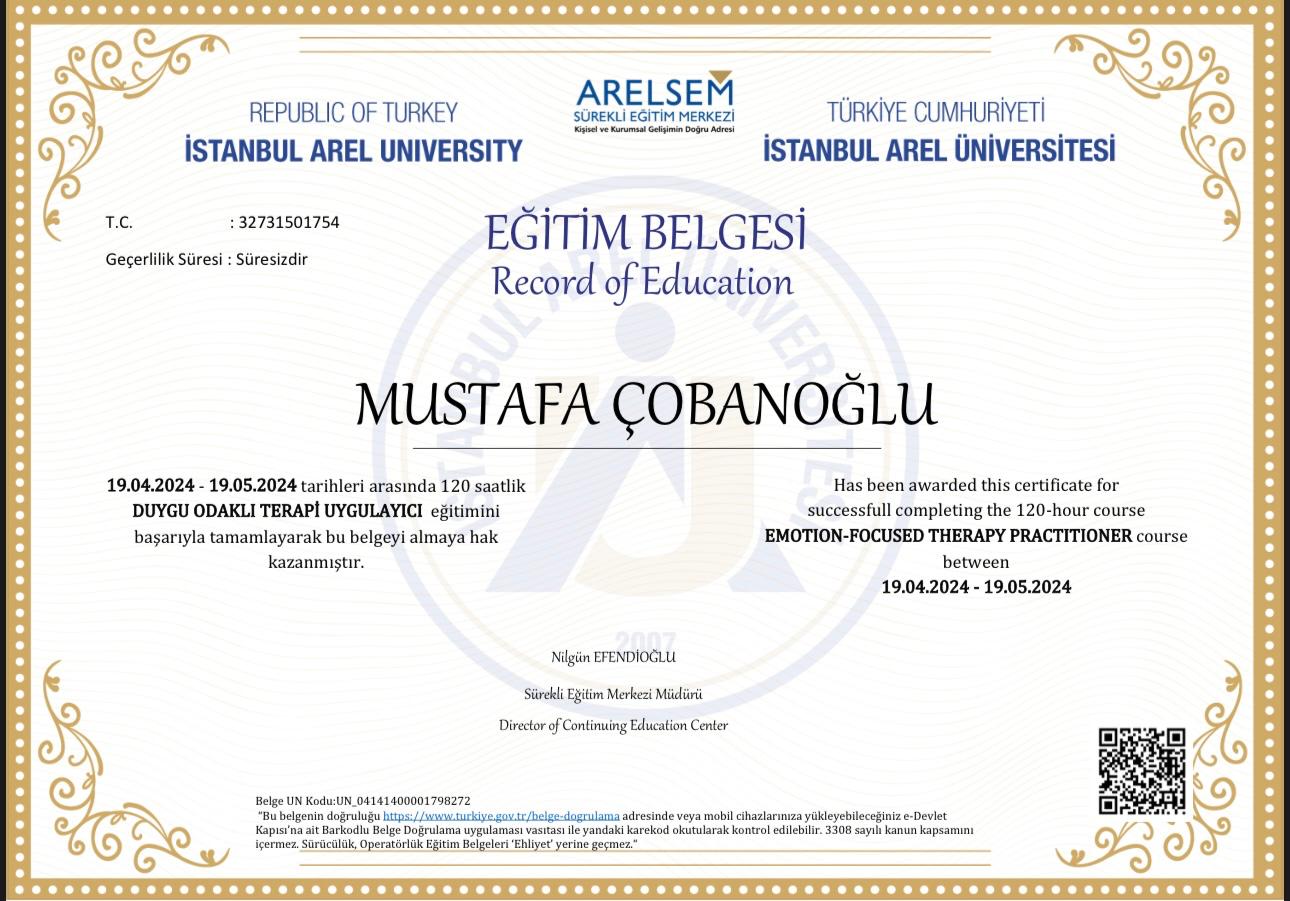 REPUBLIC OF TURKEY
İSTANBUL AREL UNIVERSITY
ARELSEM
SÜREKLİ EĞİTİM MERKEZİ
Kişisel ve Kurumsal Gelişimin Doğru Adresi
TÜRKİYE CUMHURİYETİ
İSTANBUL AREL ÜNİVERSİTESİ
T.C. : 32731501754
Geçerlilik Süresi : Süresizdir
EĞİTİM BELGESİ
Record of Education
İSTANBUL AREL ÜNİVERSİTESİ
MUSTAFA ÇOBANOĞLU
19.04.2024 - 19.05.2024 tarihleri arasında 120 saatlik
DUYGU ODAKLI TERAPİ UYGULAYICI eğitimini
başarıyla tamamlayarak bu belgeyi almaya hak
kazanmıştır.
Has been awarded this certificate for
successfull completing the 120-hour course
EMOTION-FOCUSED THERAPY PRACTITIONER course
between
19.04.2024 - 19.05.2024
2007
Nilgün EFENDİOĞLU
Sürekli Eğitim Merkezi Müdürü
Director of Continuing Education Center
Belge UN Kodu:UN_04141400001798272
"Bu belgenin doğruluğu https://www.turkiye.gov.tr/belge-dogrulama adresinde veya mobil cihazlarınıza yükleyebileceğiniz e-Devlet
Kapısı'na ait Barkodlu Belge Doğrulama uygulaması vasıtası ile yandaki karekod okutularak kontrol edilebilir. 3308 sayılı kanun kapsamını
içermez. Sürücülük, Operatörlük Eğitim Belgeleri 'Ehliyet' yerine geçmez."